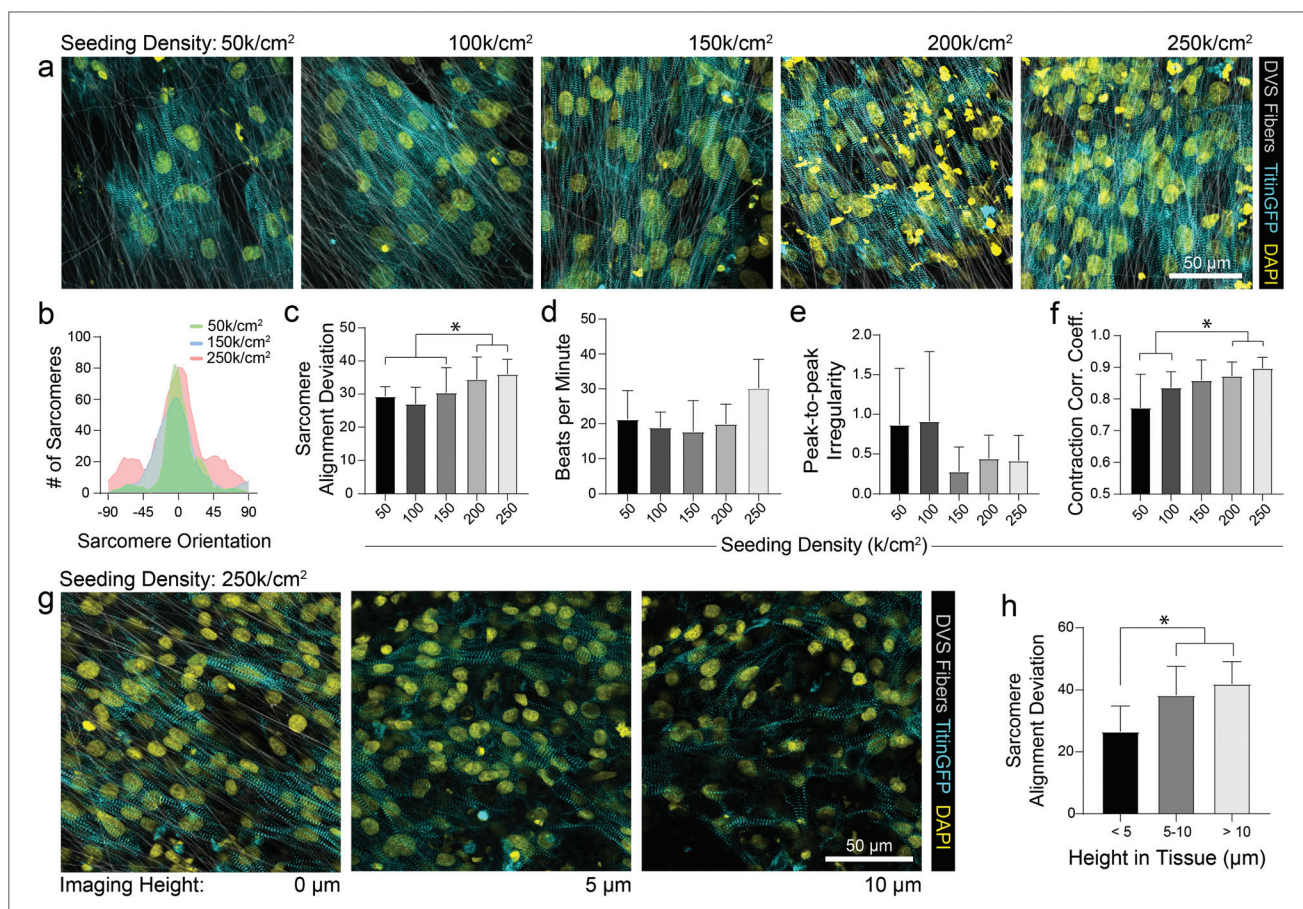 Seeding Density: 50k/cm² 100k/cm² 150k/cm² 200k/cm² 250k/cm²
a
50 µm
DVS Fibers TitinGFP DAPI
b
50k/cm²
150k/cm²
250k/cm²
# of Sarcomeres
100
80
60
40
20
0
-90 -45 0 45 90
Sarcomere Orientation
c
*
Sarcomere
Alignment Deviation
50
40
30
20
10
0
50 100 150 200 250
d
Beats per Minute
60
40
20
0
50 100 150 200 250
e
Peak-to-peak
Irregularity
2.0
1.5
1.0
0.5
0.0
50 100 150 200 250
f
*
Contraction Corr. Coeff.
1.0
0.9
0.8
0.7
0.6
0.5
50 100 150 200 250
Seeding Density (k/cm²)
Seeding Density: 250k/cm²
g
50 µm
DVS Fibers TitinGFP DAPI
Imaging Height: 0 µm 5 µm 10 µm
h
*
Sarcomere
Alignment Deviation
60
40
20
0
< 5 5-10 > 10
Height in Tissue (µm)